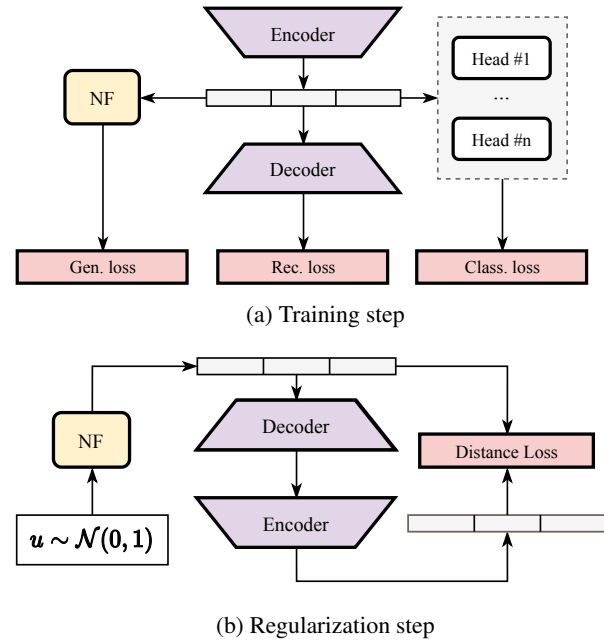 Encoder
Head #1
NF
...
Head #n
Decoder
Gen. loss
Rec. loss
Class. loss
(a) Training step
Decoder
NF
Distance Loss
Encoder
u ~ 𝒩(0, 1)
(b) Regularization step